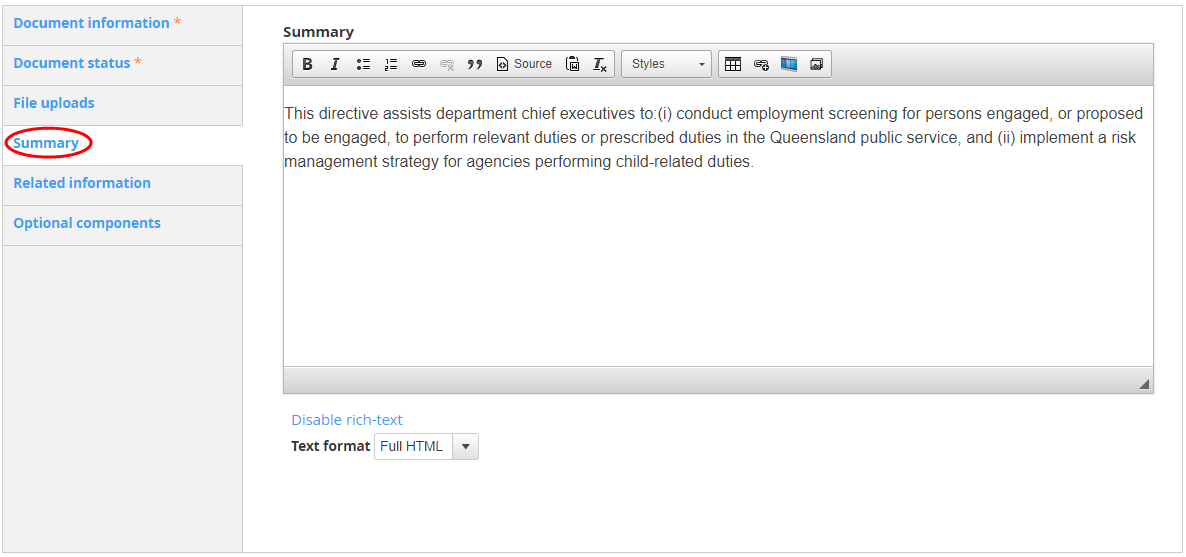 Document information *
Document status *
File uploads
Summary
Related information
Optional components
Summary
B I Source Styles
This directive assists department chief executives to:(i) conduct employment screening for persons engaged, or proposed
to be engaged, to perform relevant duties or prescribed duties in the Queensland public service, and (ii) implement a risk
management strategy for agencies performing child-related duties.
Disable rich-text
Text format Full HTML